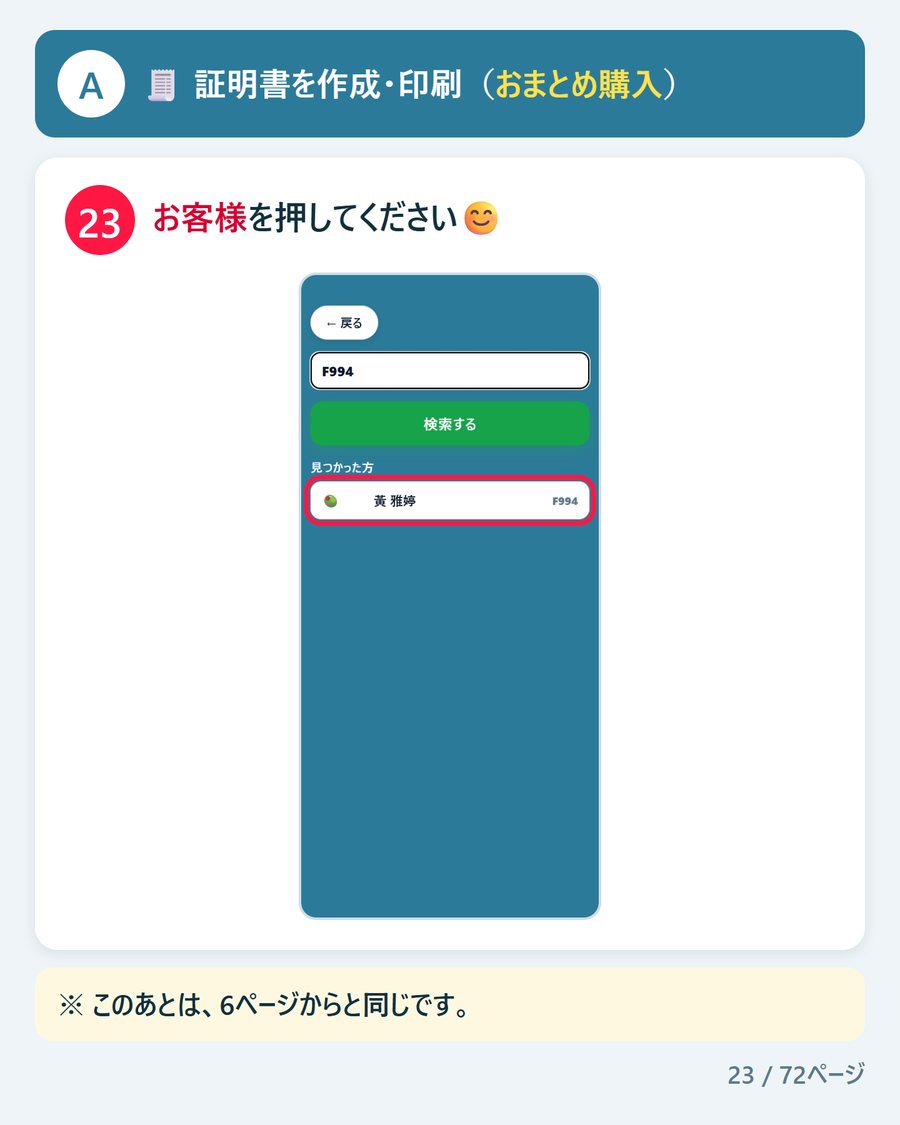 A 証明書を作成・印刷（おまとめ購入）
23 お客様を押してください
← 戻る
F994
検索する
見つかった方
黃 雅婷 F994
※ このあとは、6ページからと同じです。
23 / 72ページ